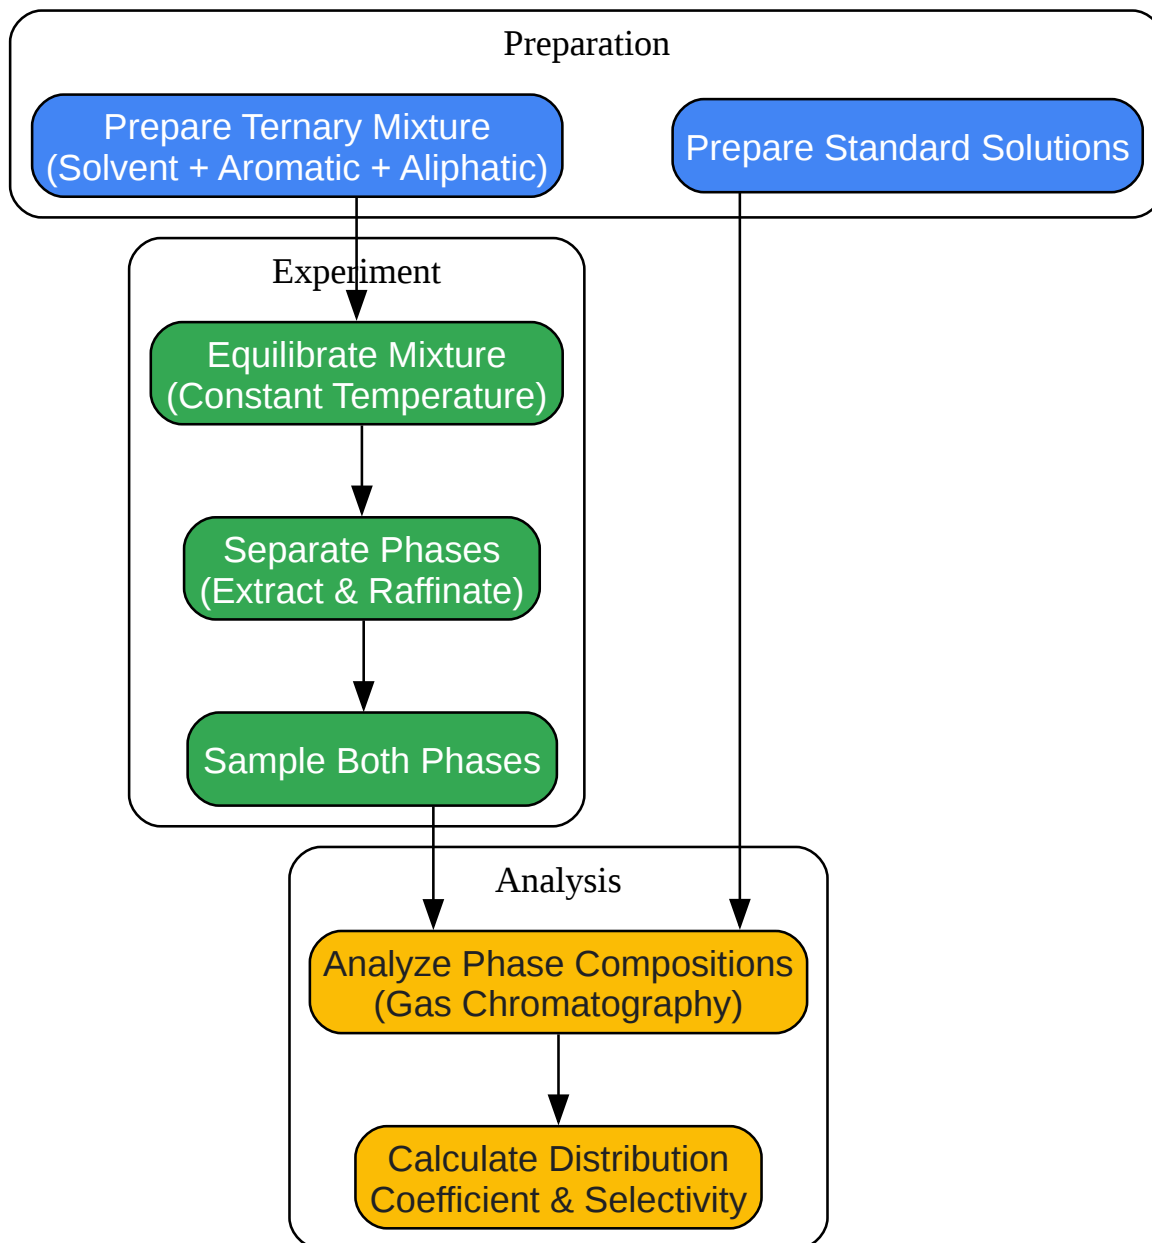 Preparation
Prepare Ternary Mixture
(Solvent + Aromatic + Aliphatic)
Prepare Standard Solutions
Experiment
Equilibrate Mixture
(Constant Temperature)
Separate Phases
(Extract & Raffinate)
Sample Both Phases
Analysis
Analyze Phase Compositions
(Gas Chromatography)
Calculate Distribution
Coefficient & Selectivity